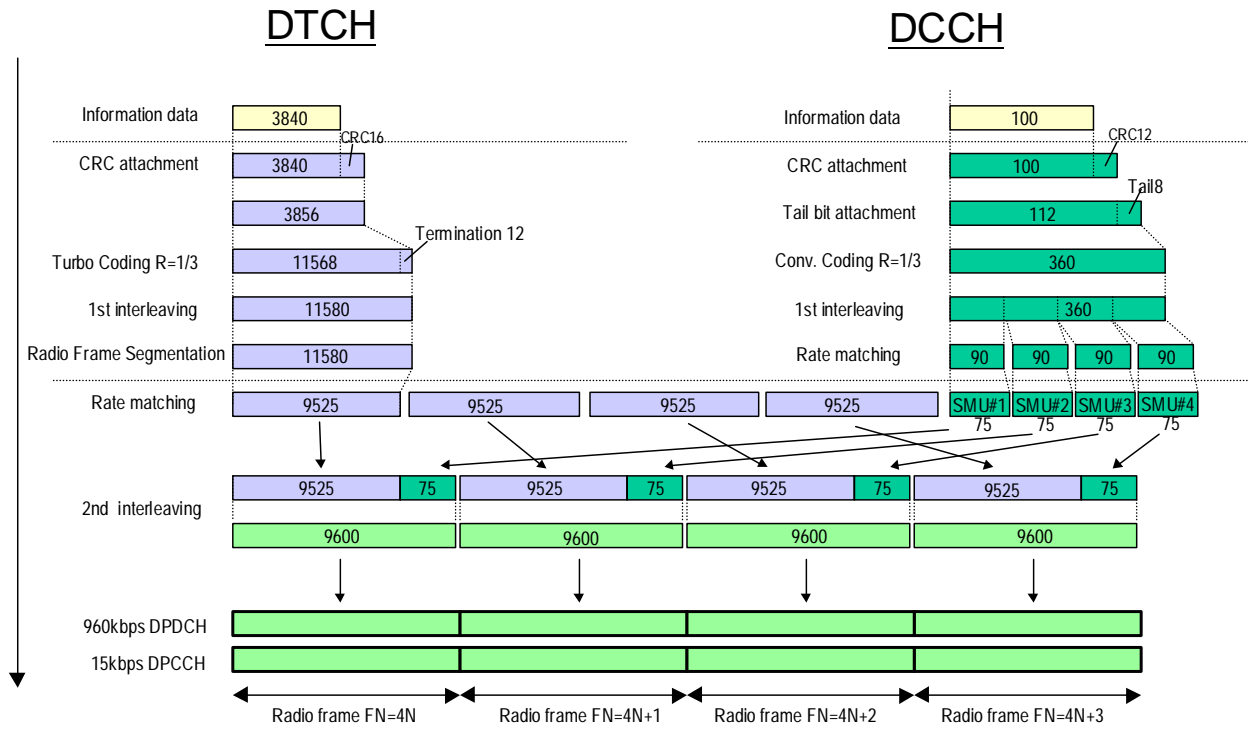 DTCH DCCH
Information data 3840 Information data 100
CRC16 CRC12
CRC attachment 3840 CRC attachment 100
Tail8
3856 Tail bit attachment 112
Termination 12
Turbo Coding R=1/3 11568 Conv. Coding R=1/3 360
1st interleaving 11580 1st interleaving 360
Radio Frame Segmentation 11580 Rate matching 90 90 90 90
Rate matching 9525 9525 9525 9525 SMU#1 SMU#2 SMU#3 SMU#4
75 75 75 75
9525 75 9525 75 9525 75 9525 75
2nd interleaving
9600 9600 9600 9600
960kbps DPDCH
15kbps DPCCH
Radio frame FN=4N Radio frame FN=4N+1 Radio frame FN=4N+2 Radio frame FN=4N+3